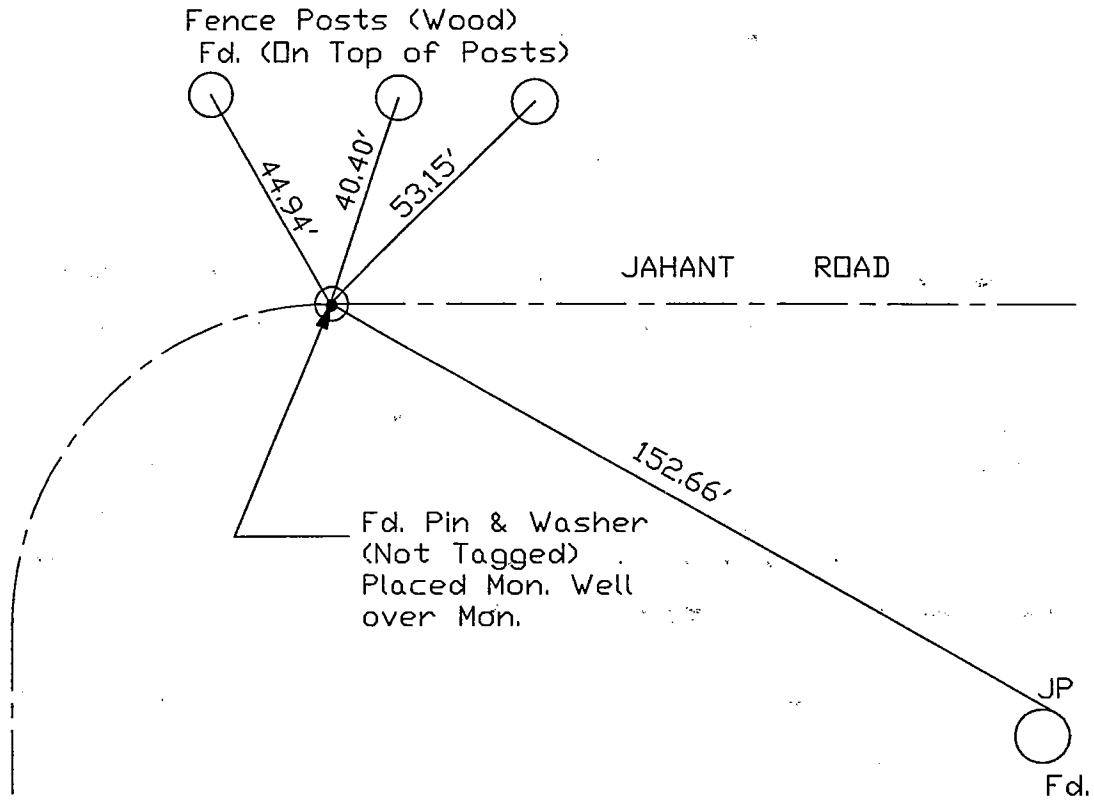 Fence Posts (Wood)
Fd. (On Top of Posts)
44.94'
40.40'
53.15'
JAHANT ROAD
152.66'
Fd. Pin & Washer
(Not Tagged)
Placed Mon. Well
over Mon.
JP
Fd.